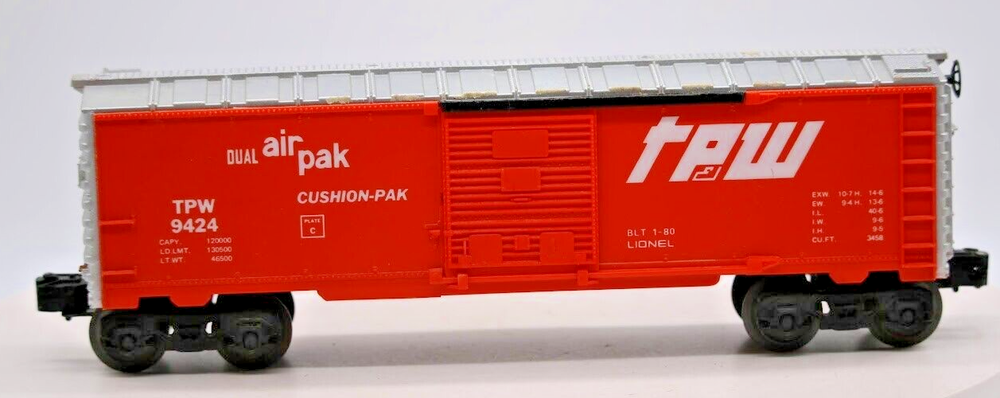 DUAL air pak
CUSHION-PAK
TPW
9424
PLATE
C
CAPY. 120000
LD.LMT. 130500
LT.WT. 46500
TP&W
BLT 1-80
LIONEL
EXW. 10-7 H. 14-6
EW. 9-4 H. 13-6
I.L. 40-6
I.W. 9-6
I.H. 9-5
CU.FT. 3458